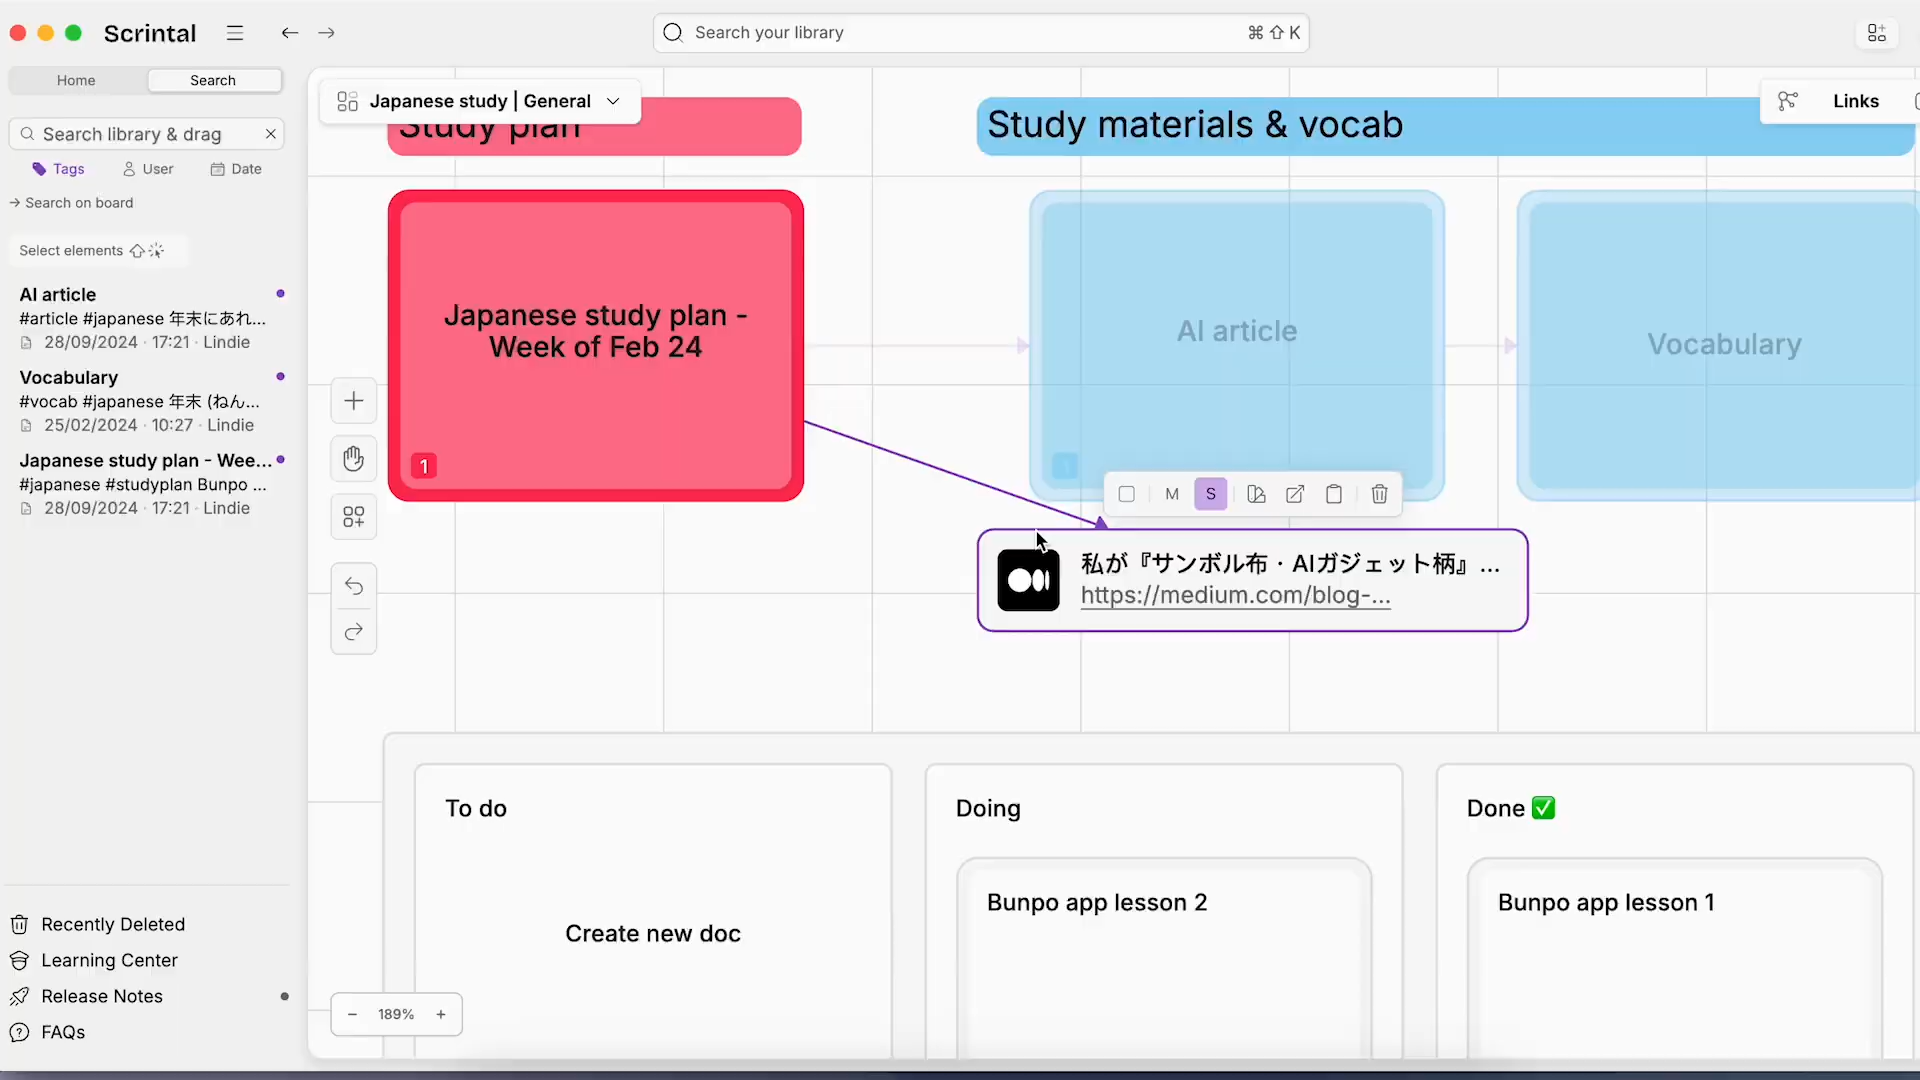 Scrintal
Search your library
⌘ ⇧ K
Home
Search
Search library & drag
Tags
User
Date
→ Search on board
Select elements
AI article
#article #japanese 年末にあれ...
28/09/2024 · 17:21 · Lindie
Vocabulary
#vocab #japanese 年末 (ねん...
25/02/2024 · 10:27 · Lindie
Japanese study plan - Wee...
#japanese #studyplan Bunpo ...
28/09/2024 · 17:21 · Lindie
Recently Deleted
Learning Center
Release Notes
FAQs
Japanese study | General
Links
Study plan
Study materials & vocab
Japanese study plan -
Week of Feb 24
1
AI article
1
Vocabulary
M
S
私が『サンボル布・AIガジェット柄』...
https://medium.com/blog-...
To do
Create new doc
Doing
Bunpo app lesson 2
Done ✅
Bunpo app lesson 1
189%